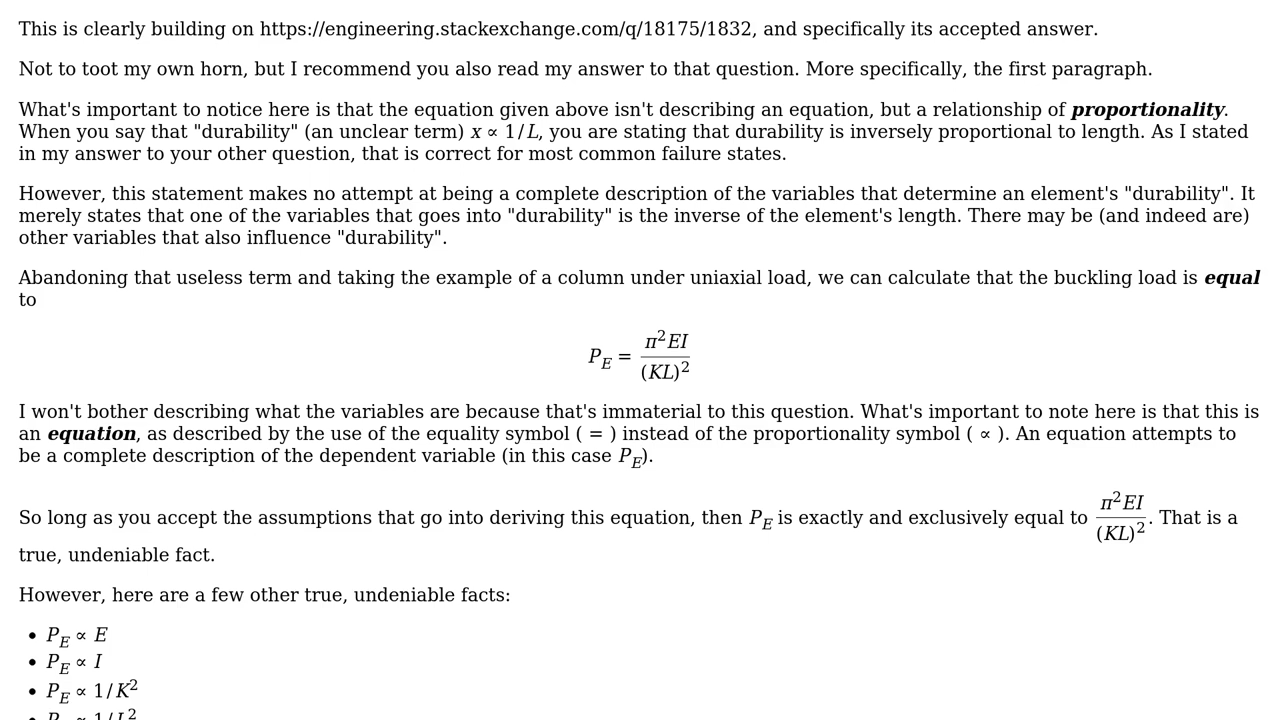 This is clearly building on https://engineering.stackexchange.com/q/18175/1832, and specifically its accepted answer.
Not to toot my own horn, but I recommend you also read my answer to that question. More specifically, the first paragraph.
What's important to notice here is that the equation given above isn't describing an equation, but a relationship of proportionality.
When you say that "durability" (an unclear term) x ∝ 1/L, you are stating that durability is inversely proportional to length. As I stated
in my answer to your other question, that is correct for most common failure states.
However, this statement makes no attempt at being a complete description of the variables that determine an element's "durability". It
merely states that one of the variables that goes into "durability" is the inverse of the element's length. There may be (and indeed are)
other variables that also influence "durability".
Abandoning that useless term and taking the example of a column under uniaxial load, we can calculate that the buckling load is equal
to
P_E = π²EI/(KL)²
I won't bother describing what the variables are because that's immaterial to this question. What's important to note here is that this is
an equation, as described by the use of the equality symbol ( = ) instead of the proportionality symbol ( ∝ ). An equation attempts to
be a complete description of the dependent variable (in this case P_E).
So long as you accept the assumptions that go into deriving this equation, then P_E is exactly and exclusively equal to π²EI/(KL)². That is a
true, undeniable fact.
However, here are a few other true, undeniable facts:
• P_E ∝ E
• P_E ∝ I
• P_E ∝ 1/K²
• P_E ∝ 1/L²